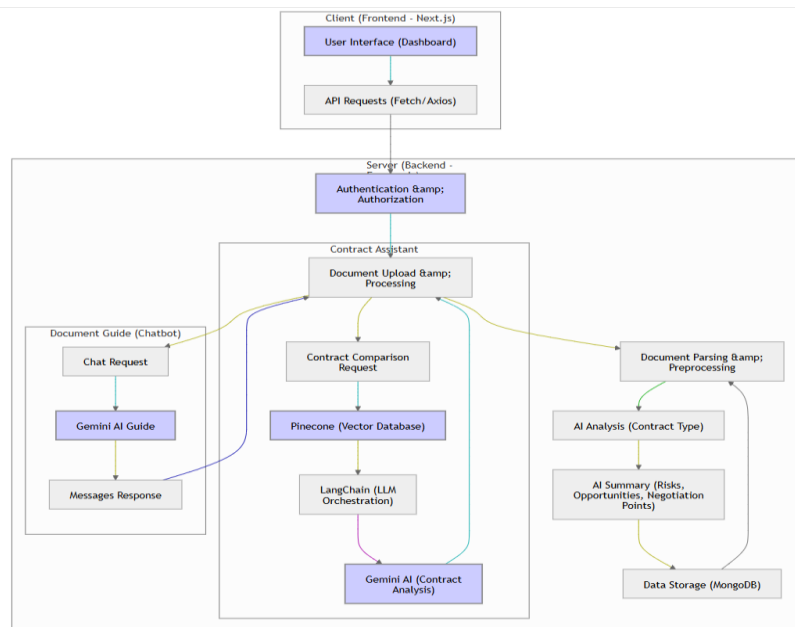 Client (Frontend - Next.js)
User Interface (Dashboard)
API Requests (Fetch/Axios)
Server (Backend -
Authentication &amp;
Authorization
Contract Assistant
Document Upload &amp;
Processing
Document Guide (Chatbot)
Chat Request
Contract Comparison
Request
Document Parsing &amp;
Preprocessing
Gemini AI Guide
Pinecone (Vector Database)
AI Analysis (Contract Type)
Messages Response
LangChain (LLM
Orchestration)
AI Summary (Risks,
Opportunities, Negotiation
Points)
Gemini AI (Contract
Analysis)
Data Storage (MongoDB)